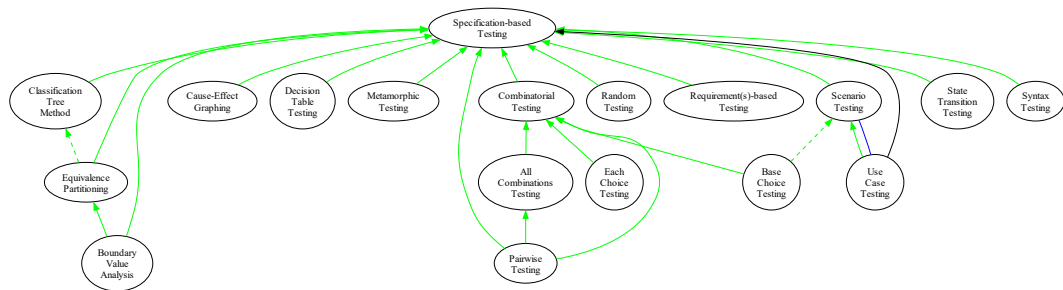 Specification-based
Testing
Classification
Tree
Method
Cause-Effect
Graphing
Decision
Table
Testing
Metamorphic
Testing
Combinatorial
Testing
Random
Testing
Requirement(s)-based
Testing
Scenario
Testing
State
Transition
Testing
Syntax
Testing
Equivalence
Partitioning
All
Combinations
Testing
Each
Choice
Testing
Base
Choice
Testing
Use
Case
Testing
Boundary
Value
Analysis
Pairwise
Testing